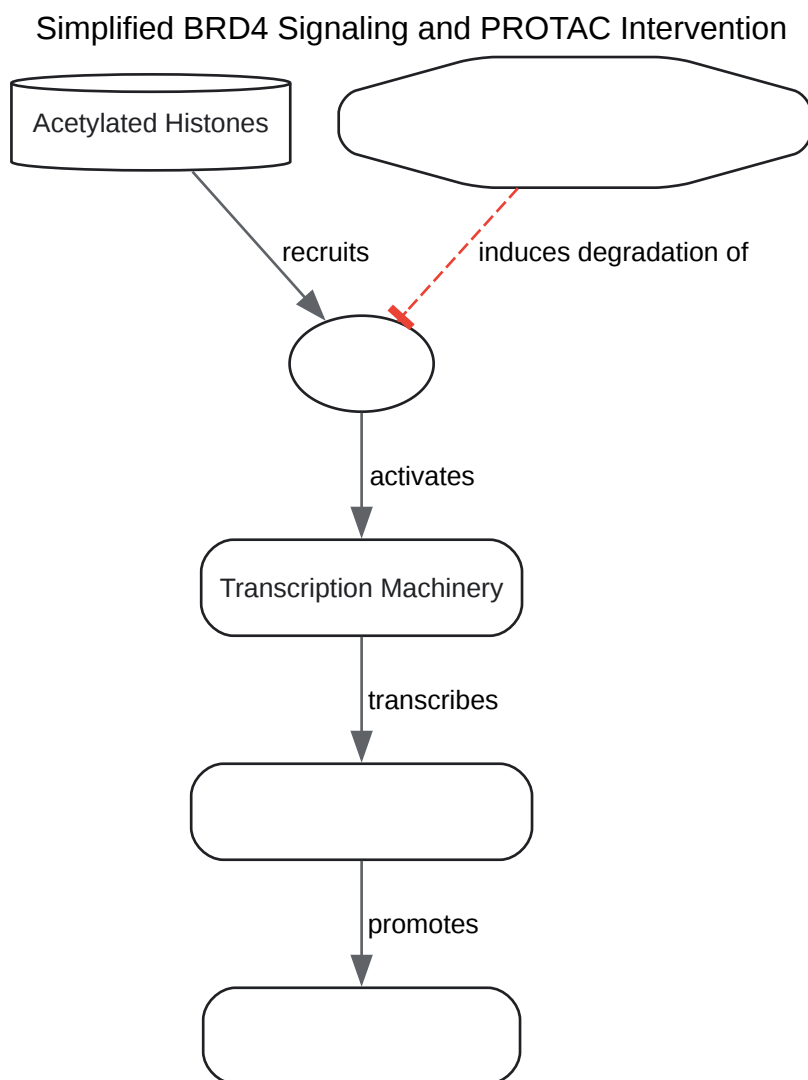 Simplified BRD4 Signaling and PROTAC Intervention
Acetylated Histones
recruits
induces degradation of
activates
Transcription Machinery
transcribes
promotes